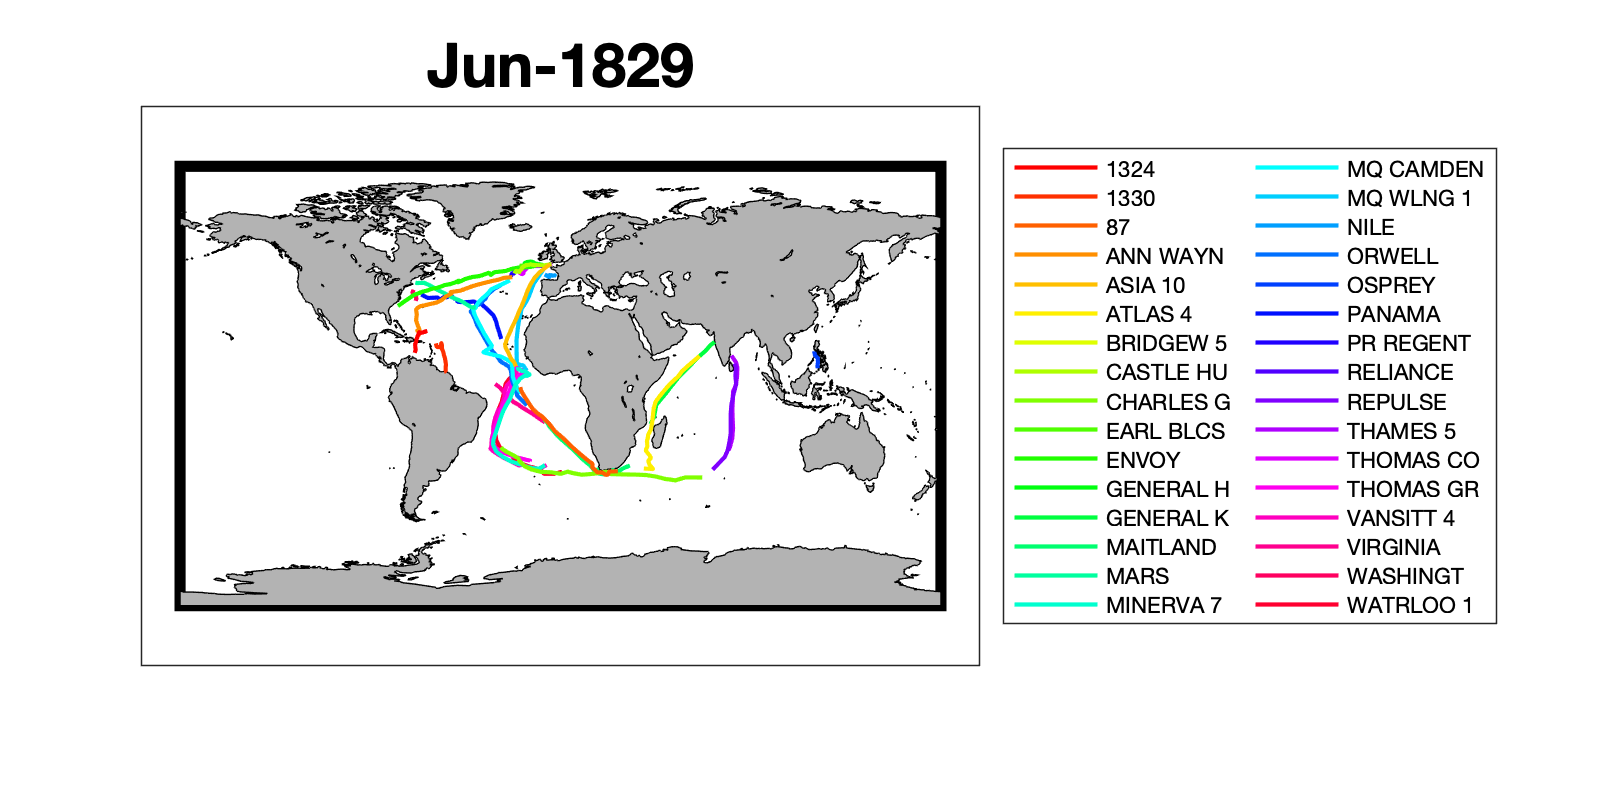 Jun-1829
1324
1330
87
ANN WAYN
ASIA 10
ATLAS 4
BRIDGEW 5
CASTLE HU
CHARLES G
EARL BLCS
ENVOY
GENERAL H
GENERAL K
MAITLAND
MARS
MINERVA 7
MQ CAMDEN
MQ WLNG 1
NILE
ORWELL
OSPREY
PANAMA
PR REGENT
RELIANCE
REPULSE
THAMES 5
THOMAS CO
THOMAS GR
VANSITT 4
VIRGINIA
WASHINGT
WATRLOO 1